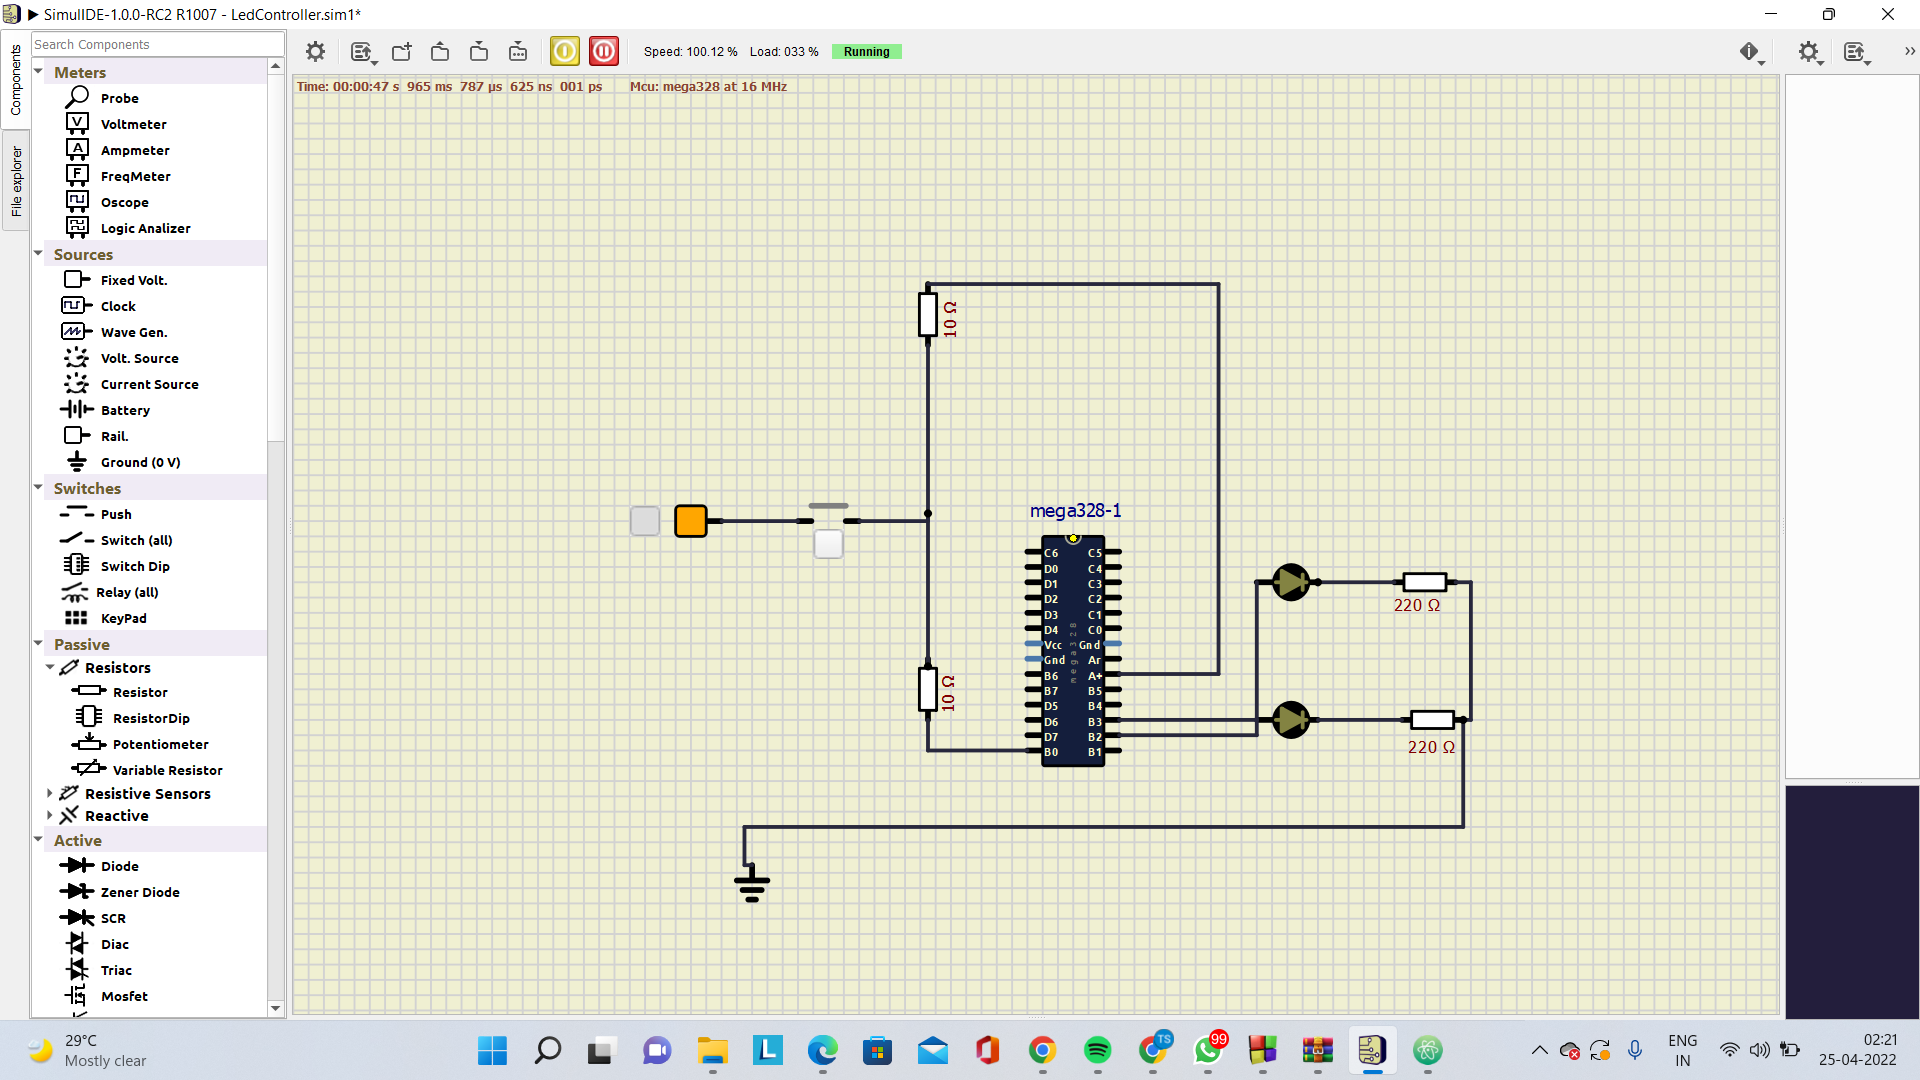 SimulIDE-1.0.0-RC2 R1007 - LedController.sim1*
Components
File explorer
Search Components
Meters
Probe
Voltmeter
Ampmeter
FreqMeter
Oscope
Logic Analizer
Sources
Fixed Volt.
Clock
Wave Gen.
Volt. Source
Current Source
Battery
Rail.
Ground (0 V)
Switches
Push
Switch (all)
Switch Dip
Relay (all)
KeyPad
Passive
Resistors
Resistor
ResistorDip
Potentiometer
Variable Resistor
Resistive Sensors
Reactive
Active
Diode
Zener Diode
SCR
Diac
Triac
Mosfet
Speed: 100.12 % Load: 033 % Running
Time: 00:00:47 s 965 ms 787 µs 625 ns 001 ps Mcu: mega328 at 16 MHz
10 Ω
10 Ω
mega328-1
C6 C5
D0 C4
D1 C3
D2 C2
D3 C1
D4 C0
Vcc Gnd
Gnd Ar
B6 A+
B7 B5
D5 B4
D6 B3
D7 B2
B0 B1
mega328
220 Ω
220 Ω
29°C
Mostly clear
L
TS
99
ENG
IN
02:21
25-04-2022